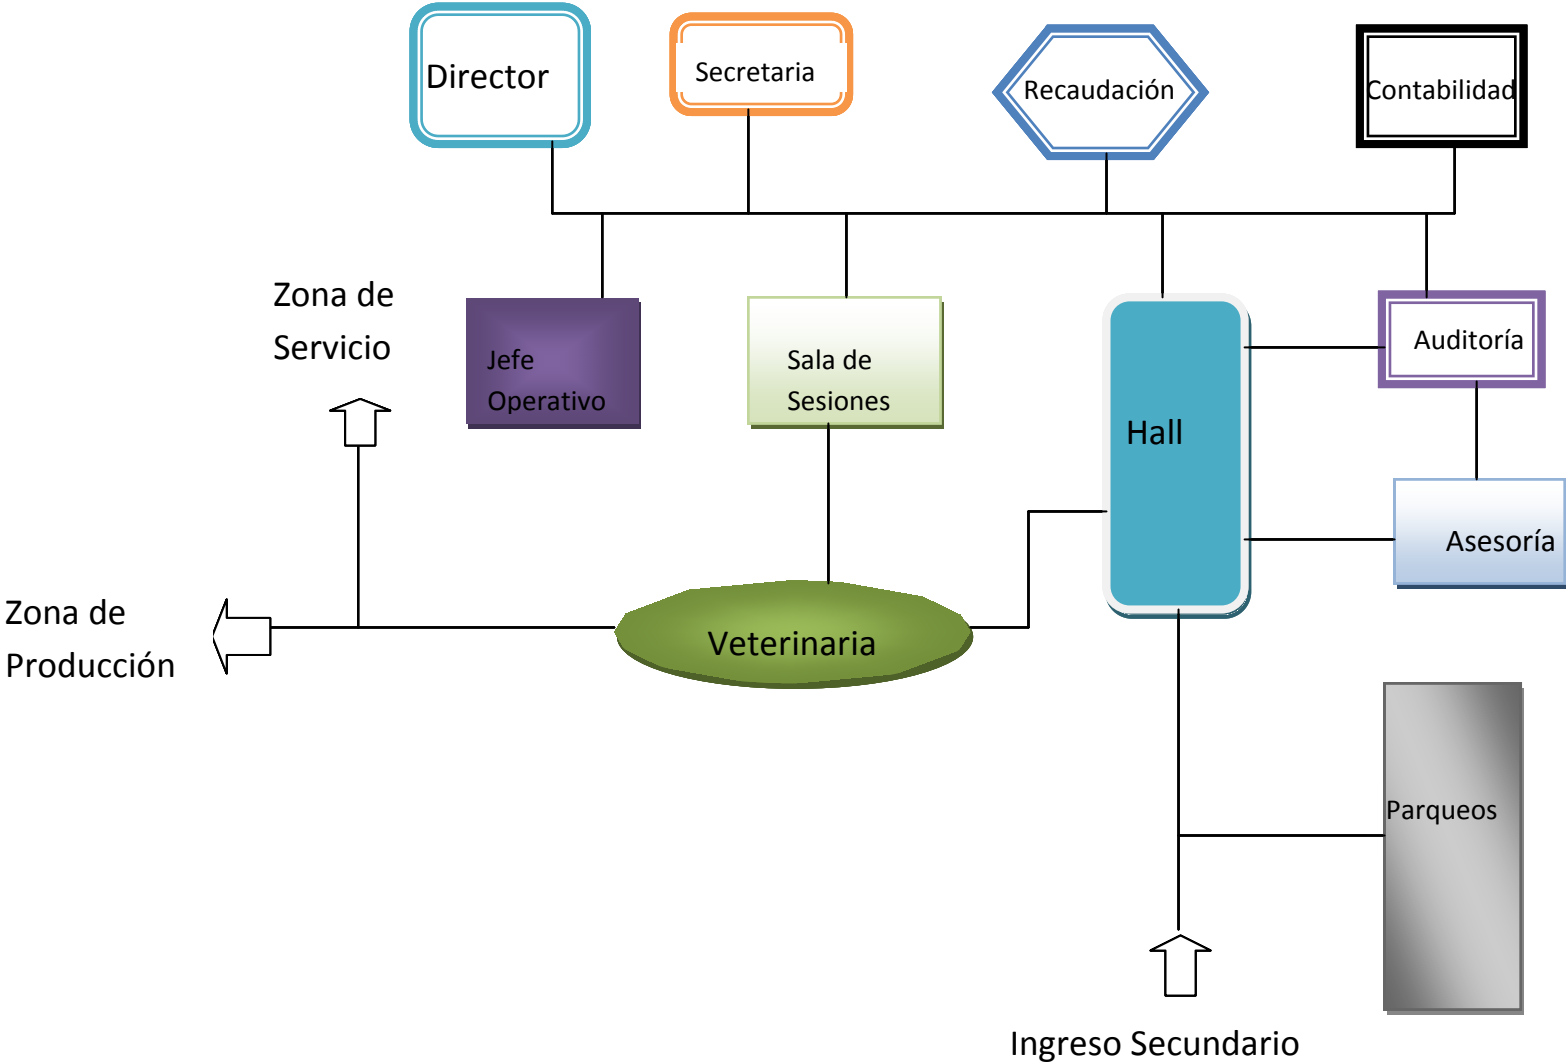 Director
Secretaria
Recaudación
Contabilidad
Zona de
Servicio
Jefe
Operativo
Sala de
Sesiones
Hall
Auditoría
Asesoría
Zona de
Producción
Veterinaria
Parqueos
Ingreso Secundario